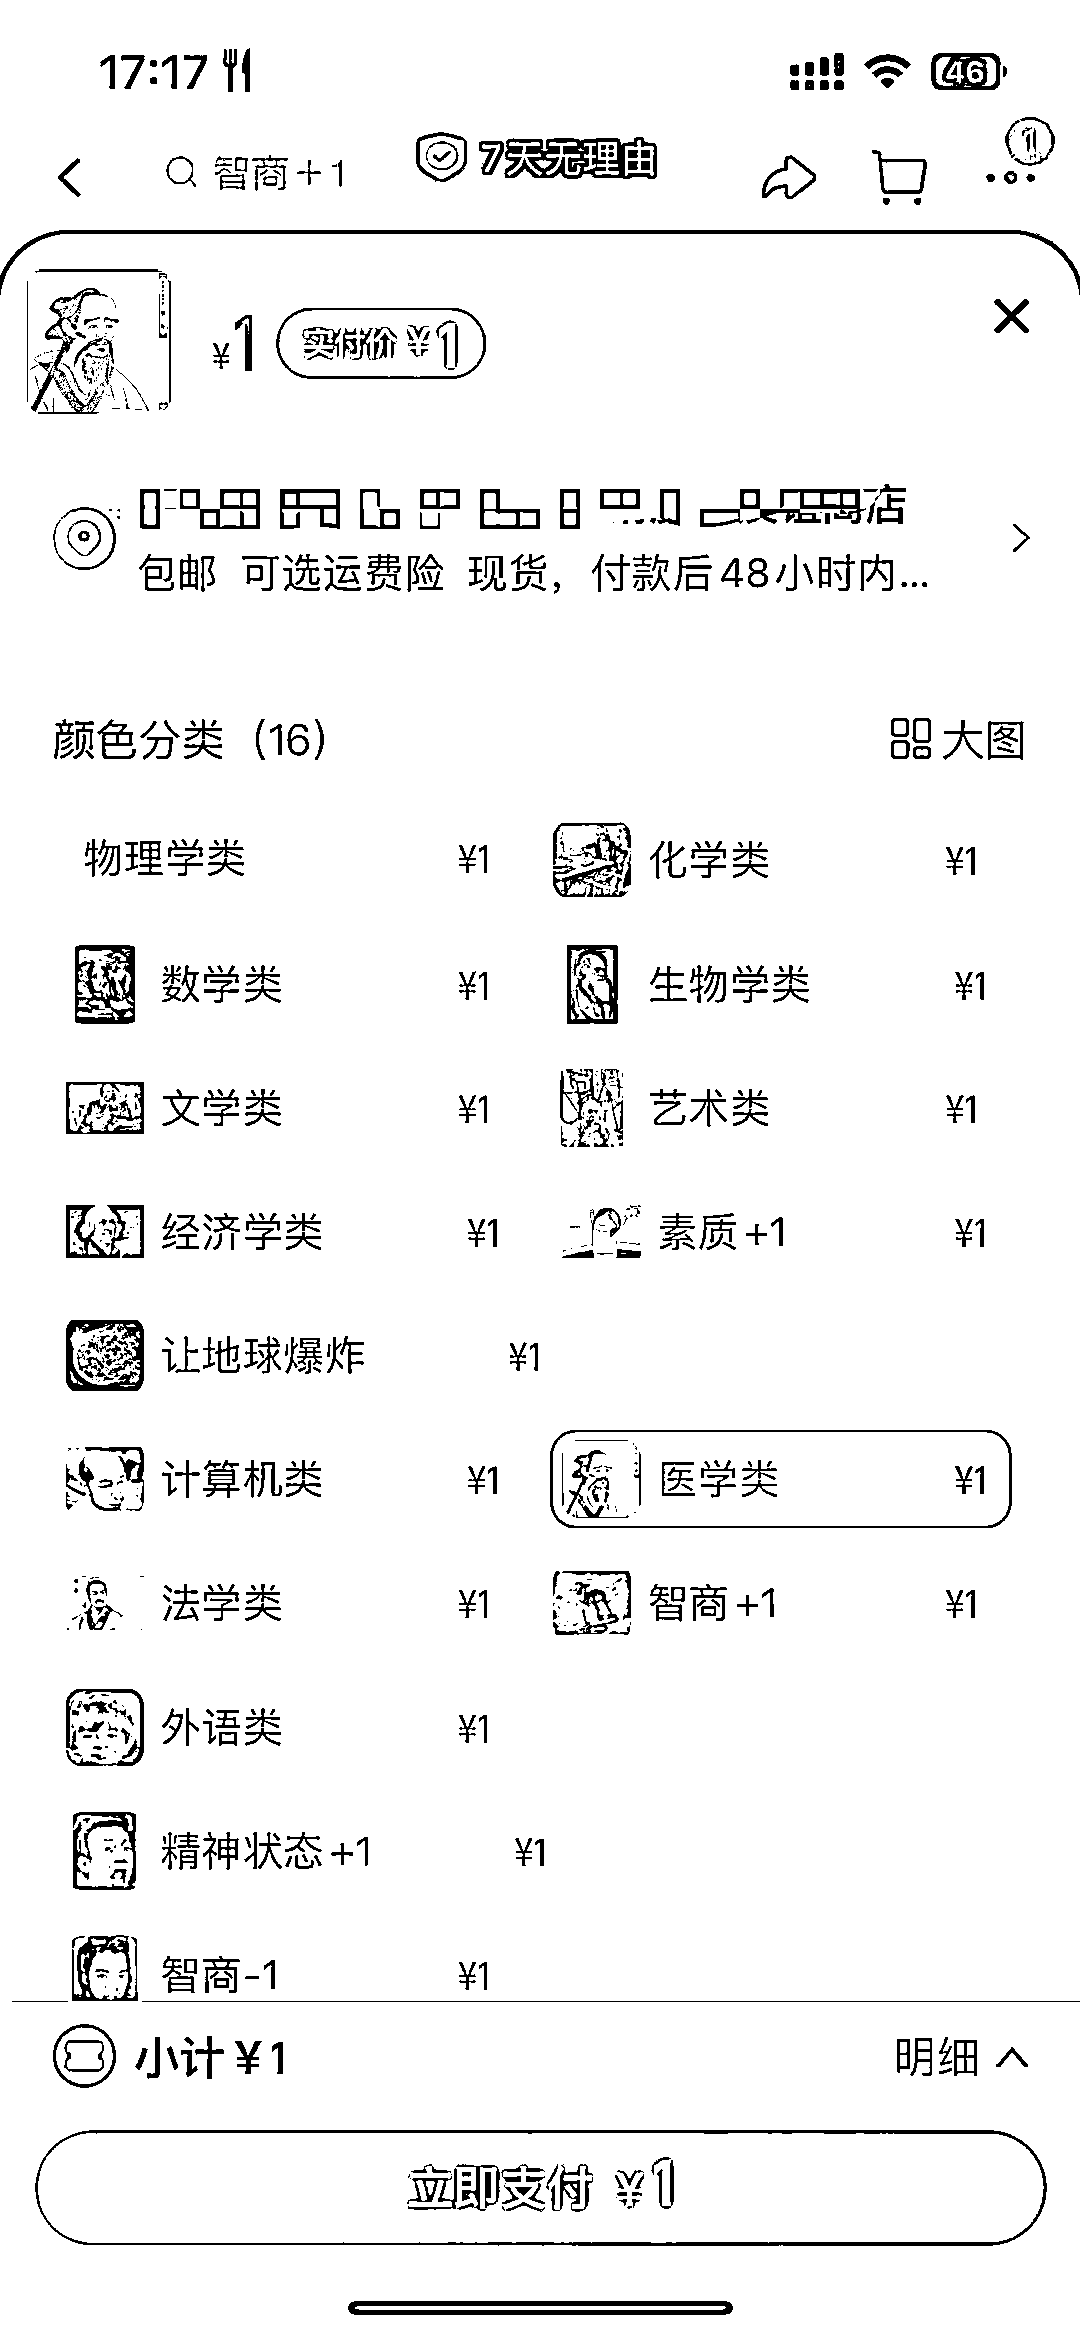 17:17
46
智商+1
7天无理由
1
¥1 实付价 ¥1
店
包邮 可选运费险 现货，付款后48小时内...
颜色分类（16） 大图
物理学类 ¥1 化学类 ¥1
数学类 ¥1 生物学类 ¥1
文学类 ¥1 艺术类 ¥1
经济学类 ¥1 素质+1 ¥1
让地球爆炸 ¥1
计算机类 ¥1 医学类 ¥1
法学类 ¥1 智商+1 ¥1
外语类 ¥1
精神状态+1 ¥1
智商-1 ¥1
小计 ¥1 明细
立即支付 ¥1